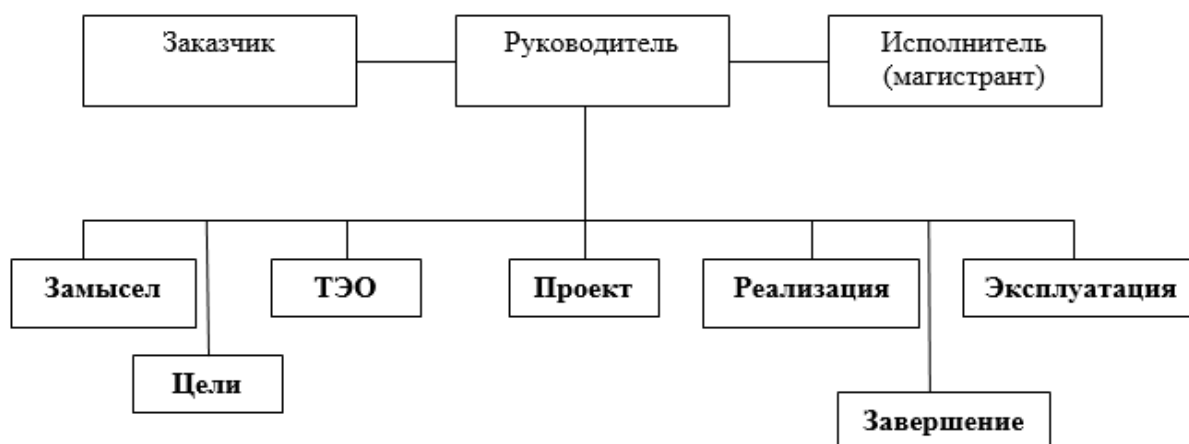 Заказчик
Руководитель
Исполнитель
(магистрант)
Замысел
ТЭО
Проект
Реализация
Эксплуатация
Цели
Завершение